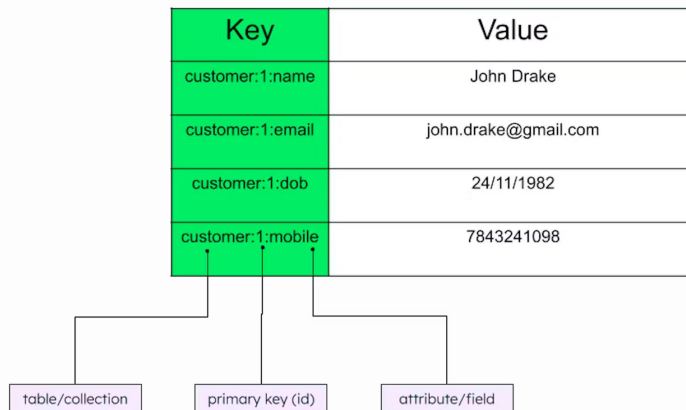 Key Value
customer:1:name John Drake
customer:1:email john.drake@gmail.com
customer:1:dob 24/11/1982
customer:1:mobile 7843241098
table/collection primary key (id) attribute/field